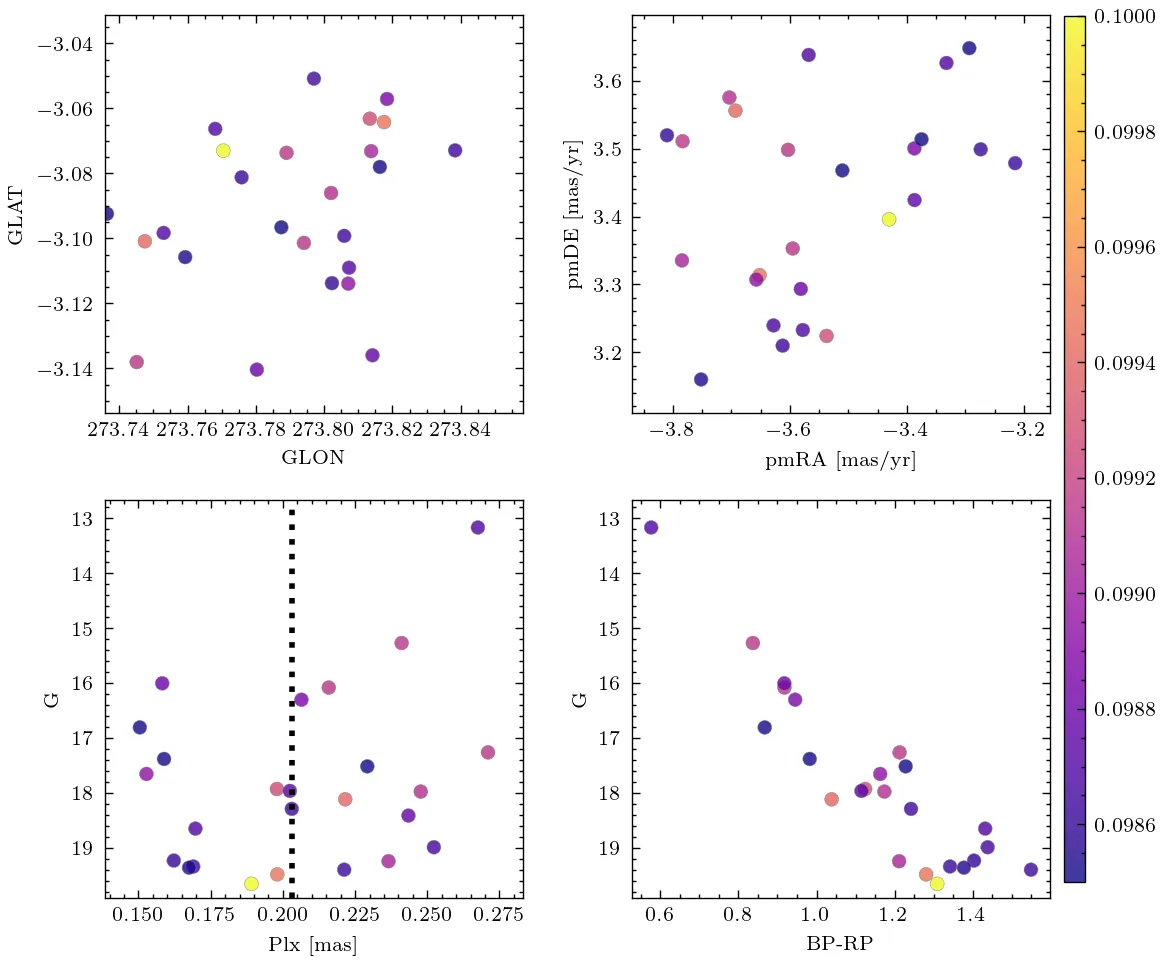 −3.04
−3.06
−3.08
−3.10
−3.12
−3.14
GLAT
273.74 273.76 273.78 273.80 273.82 273.84
GLON
3.6
3.5
3.4
3.3
3.2
pmDE [mas/yr]
−3.8 −3.6 −3.4 −3.2
pmRA [mas/yr]
13
14
15
16
17
18
19
G
0.150 0.175 0.200 0.225 0.250 0.275
Plx [mas]
13
14
15
16
17
18
19
G
0.6 0.8 1.0 1.2 1.4
BP-RP
0.1000
0.0998
0.0996
0.0994
0.0992
0.0990
0.0988
0.0986